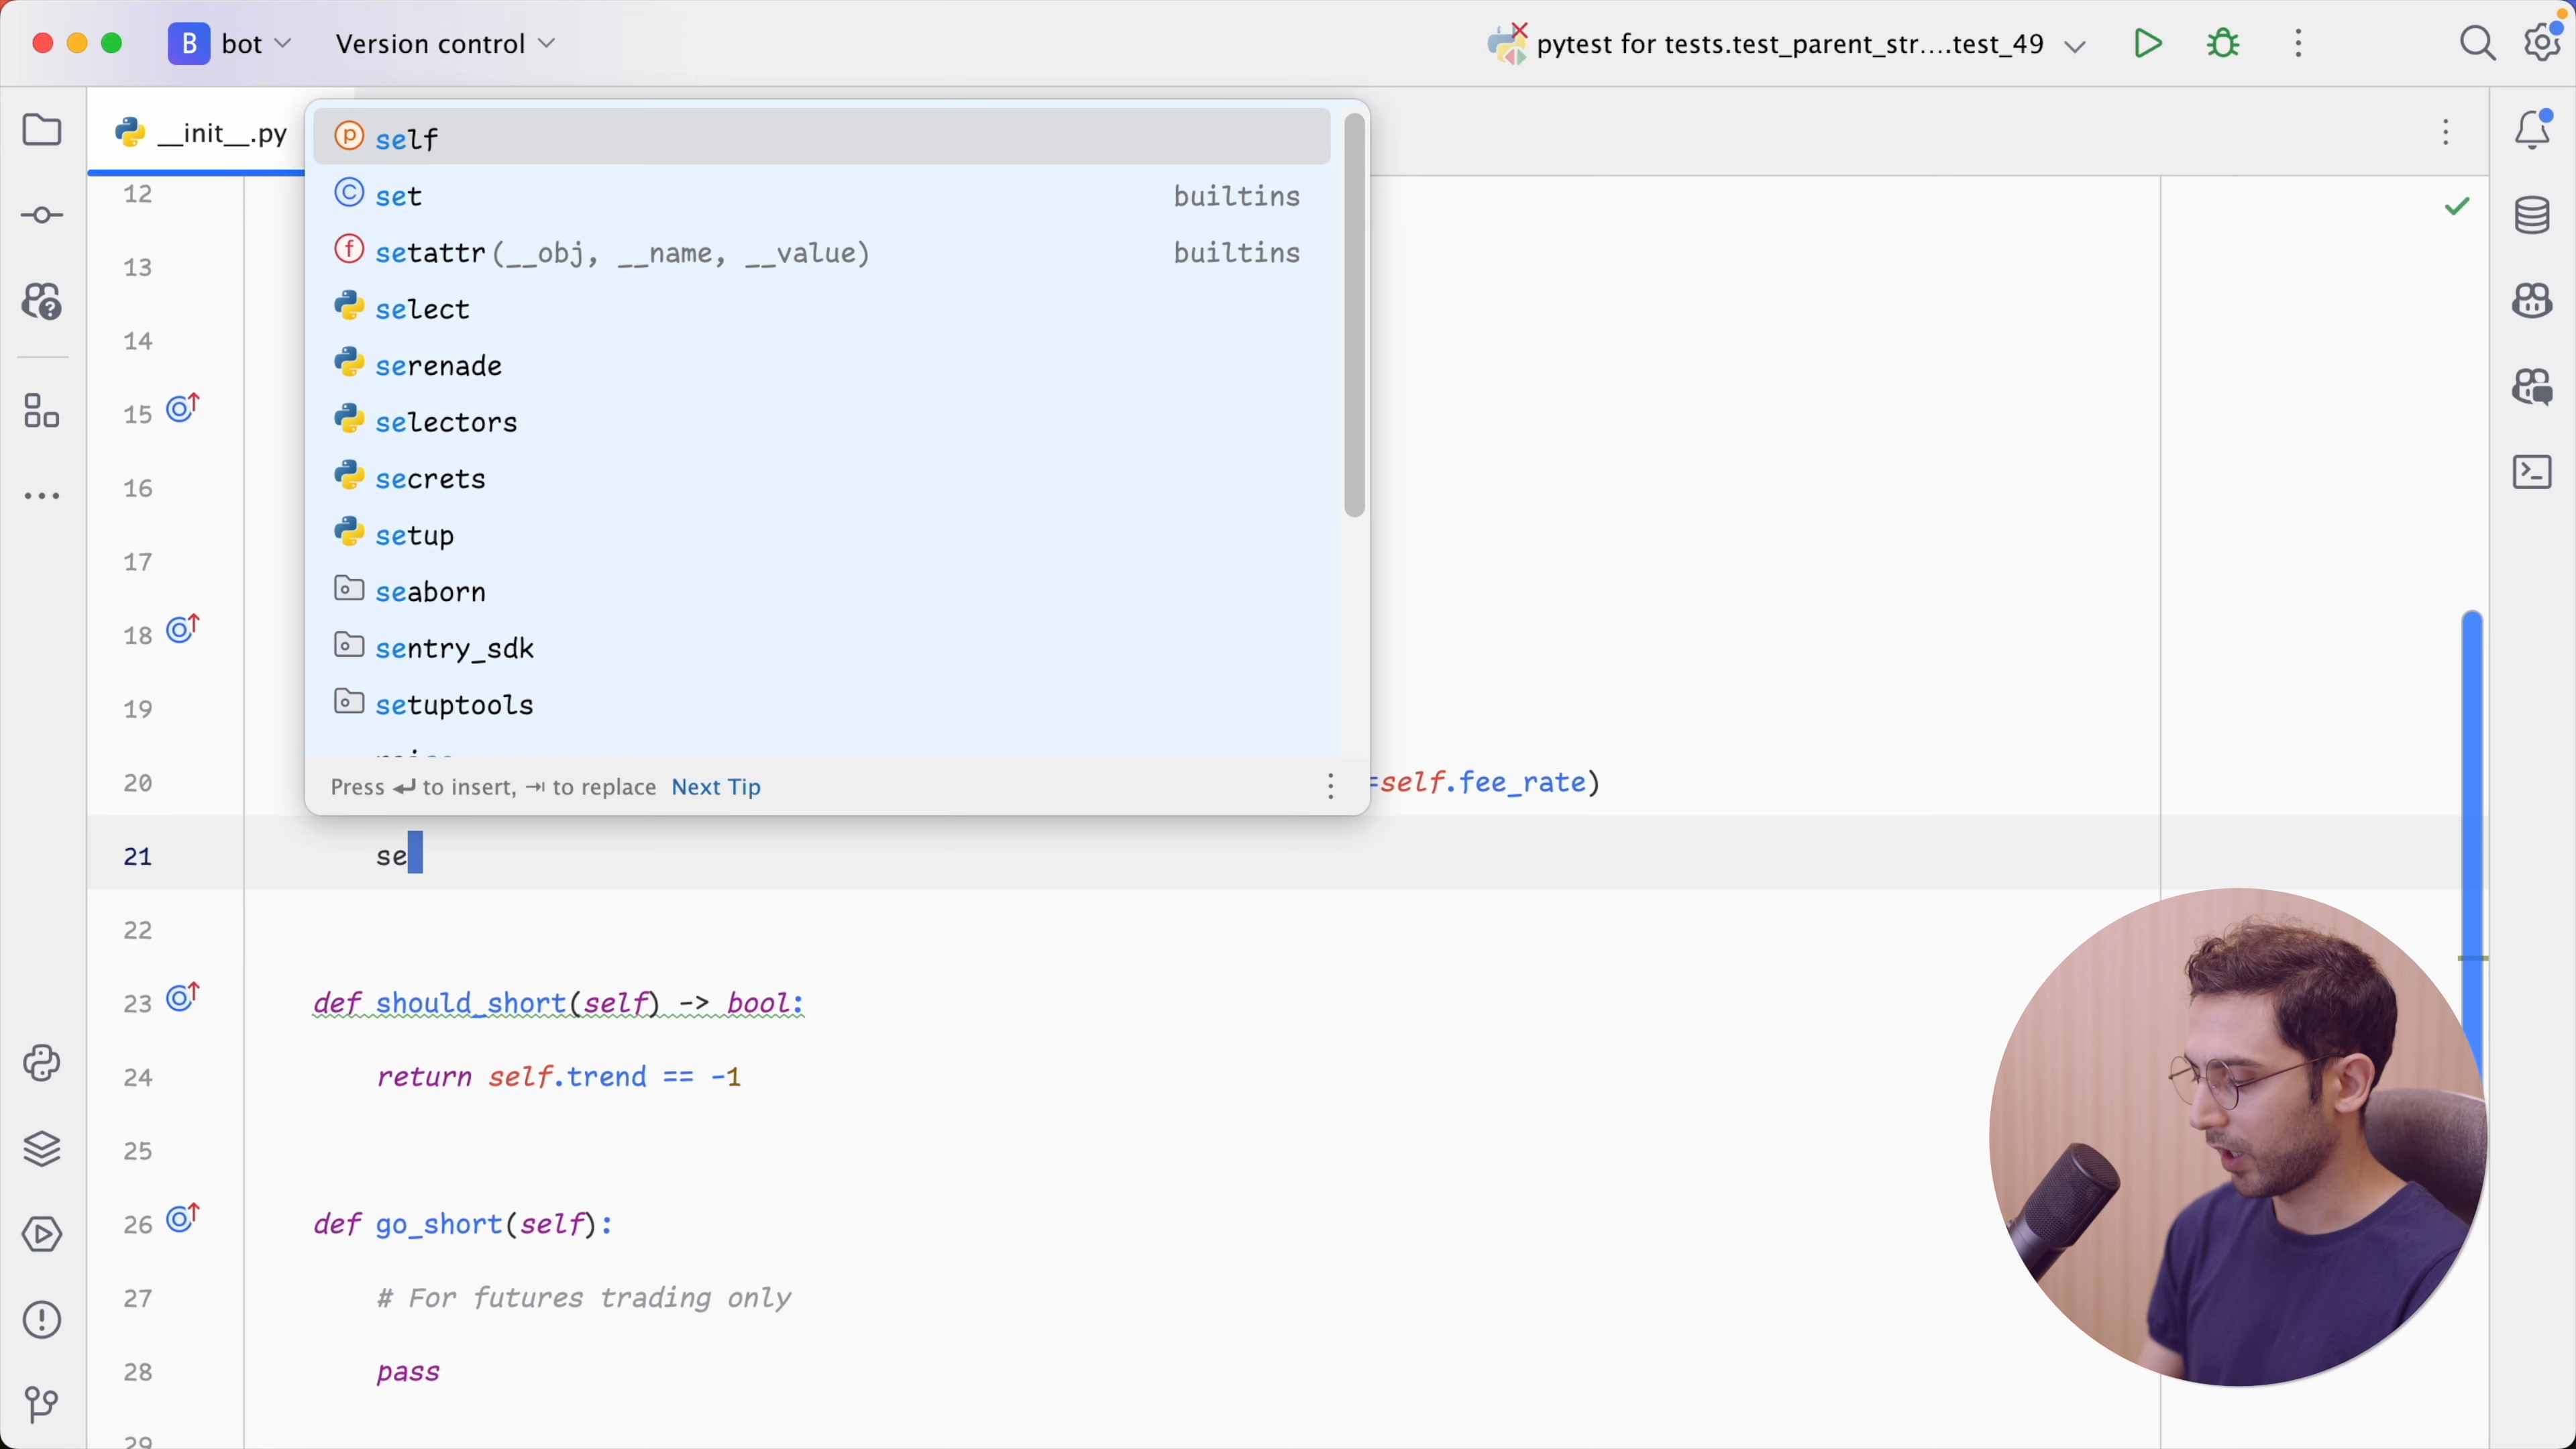 B bot
Version control
pytest for tests.test_parent_str....test_49
__init__.py
self
set builtins
setattr(__obj, __name, __value) builtins
select
serenade
selectors
secrets
setup
seaborn
sentry_sdk
setuptools
Press ↵ to insert, ⇥ to replace Next Tip
12
13
14
15
16
17
18
19
20 =self.fee_rate)
21 se
22
23 def should_short(self) -> bool:
24 return self.trend == -1
25
26 def go_short(self):
27 # For futures trading only
28 pass
29